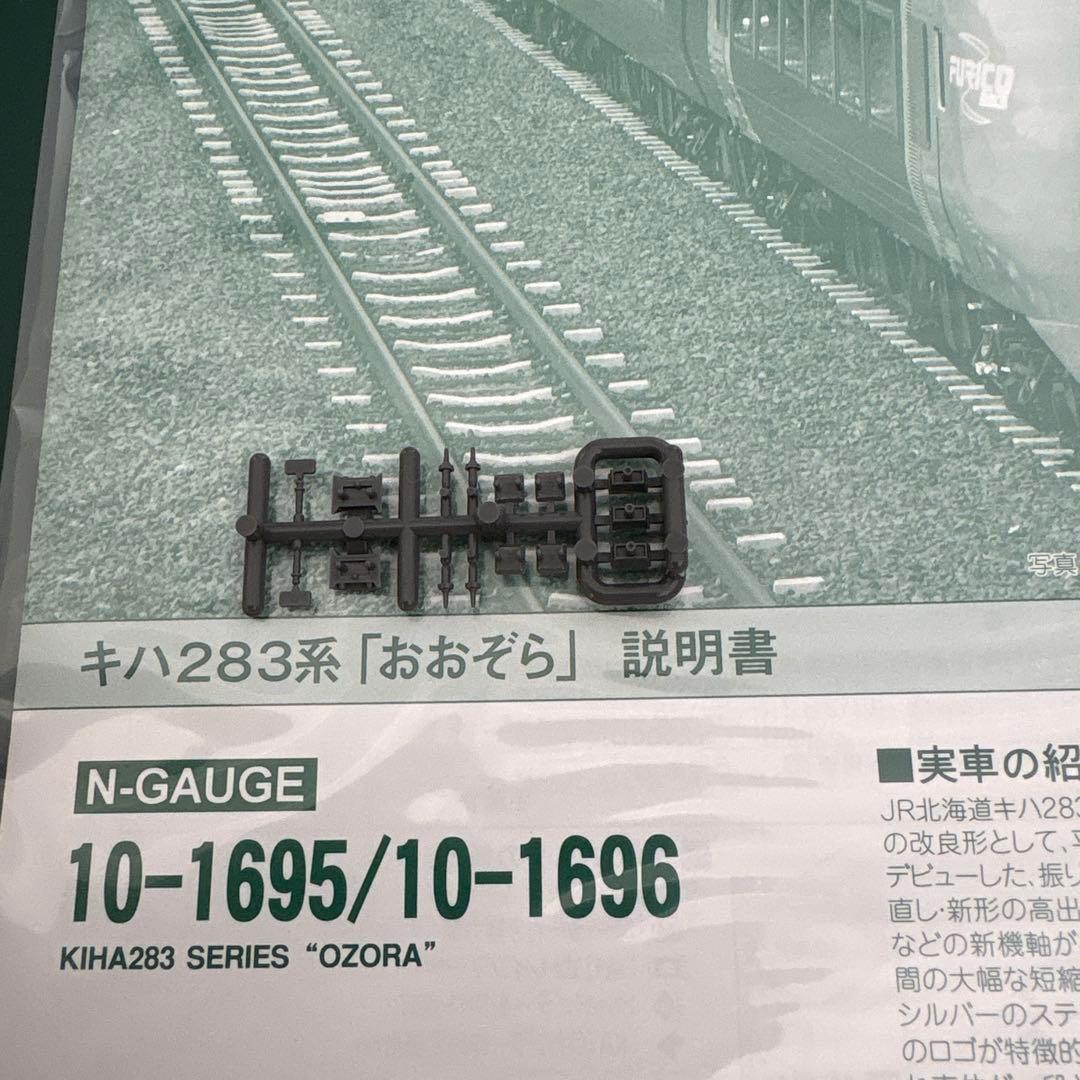 FURICO
写真
キハ283系「おおぞら」 説明書
N-GAUGE
10-1695/10-1696
KIHA283 SERIES “OZORA”
■実車の紹
JR北海道キハ283
の改良形として、
デビューした、振り
直し・新形の高出
などの新機軸が
間の大幅な短縮
シルバーのステ
のロゴが特徴的